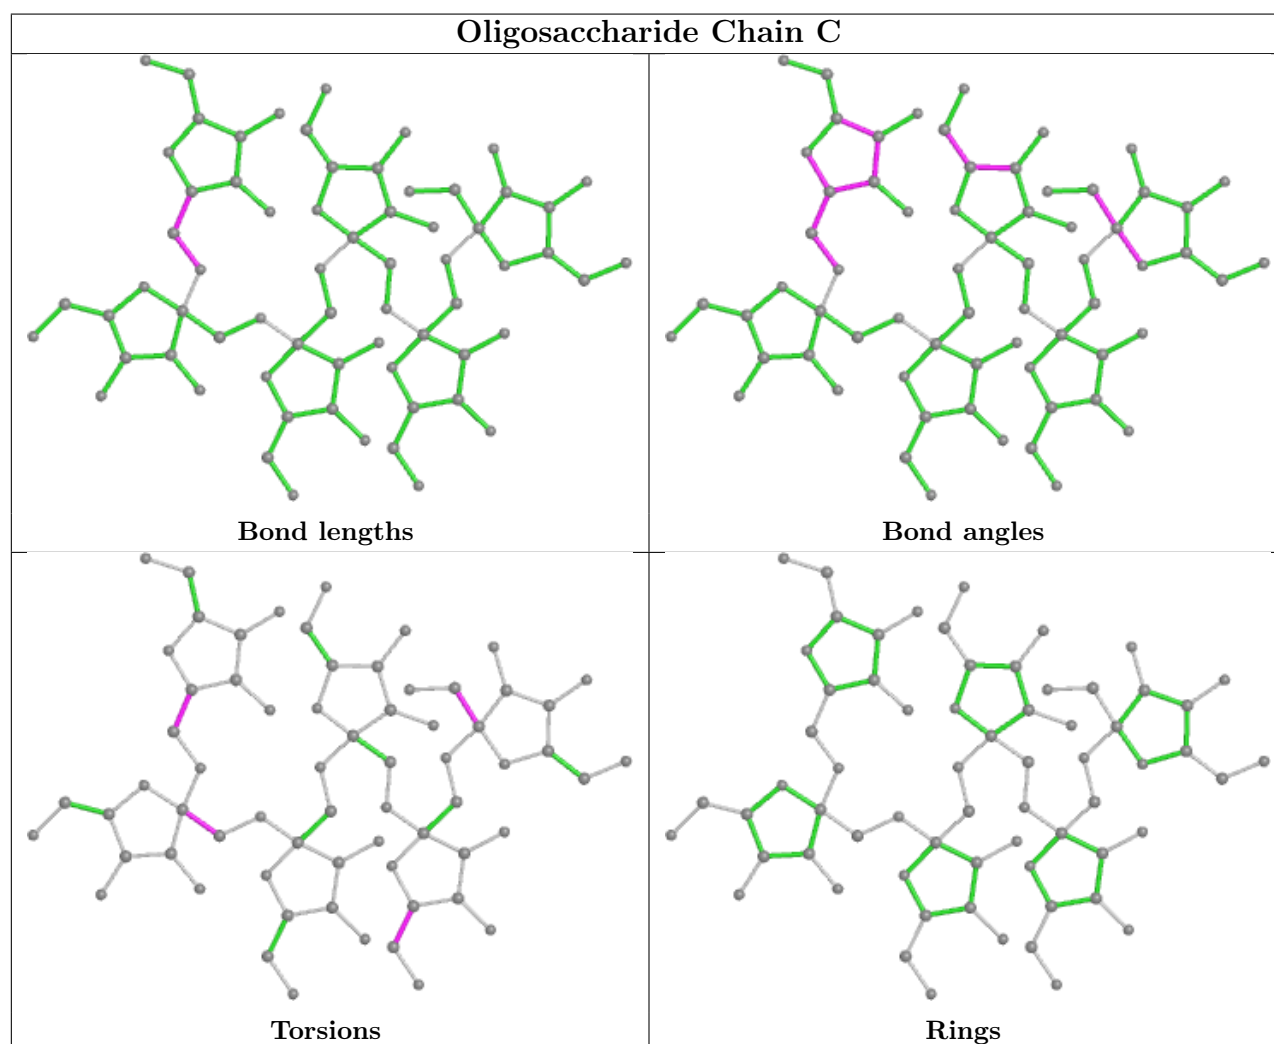 Oligosaccharide Chain C
Bond lengths
Bond angles
Torsions
Rings